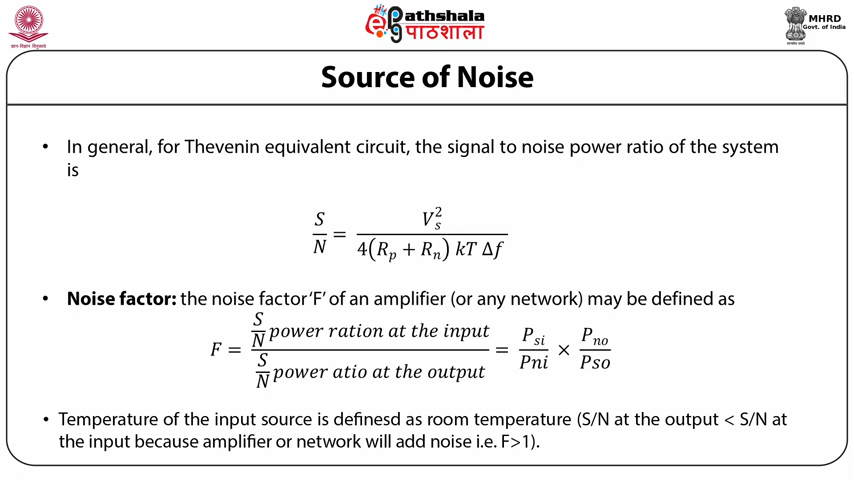 ePathshala
पाठशाला
MHRD
Govt. of India
ज्ञान-विज्ञान विमुक्तये
Source of Noise
• In general, for Thevenin equivalent circuit, the signal to noise power ratio of the system
is
S/N = V_s^2 / 4(R_p + R_n) kT Δf
• Noise factor: the noise factor 'F' of an amplifier (or any network) may be defined as
F = (S/N power ration at the input) / (S/N power atio at the output) = P_si/Pni × P_no/Pso
• Temperature of the input source is definesd as room temperature (S/N at the output < S/N at
the input because amplifier or network will add noise i.e. F>1).